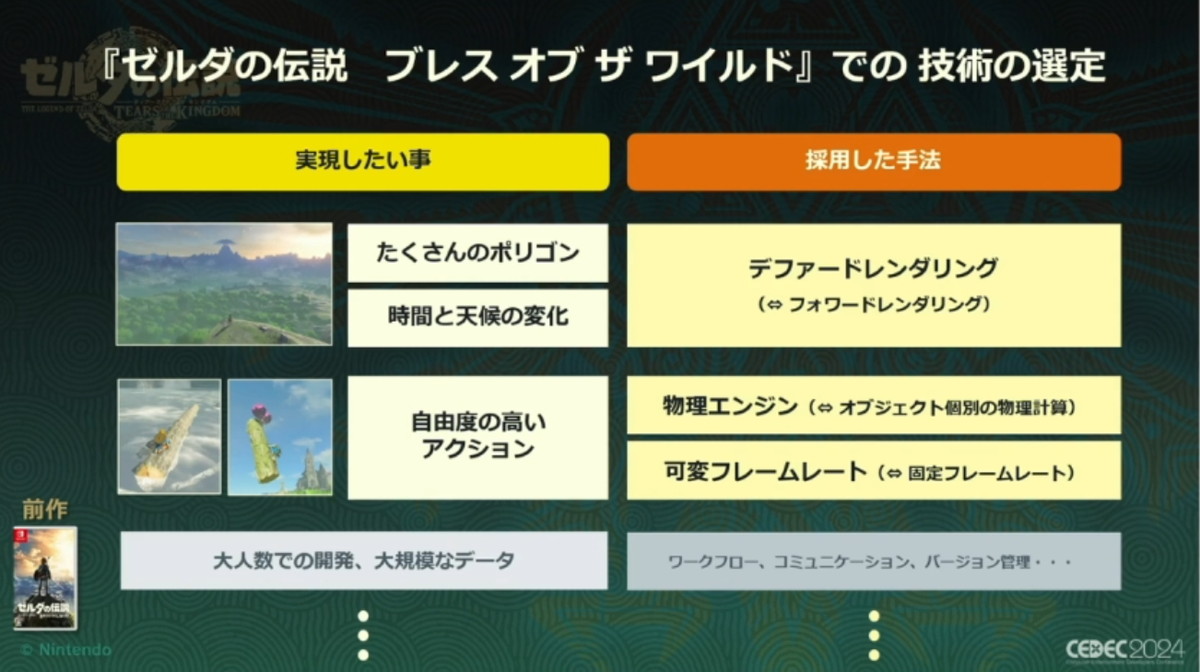 『ゼルダの伝説　ブレス オブ ザ ワイルド』での 技術の選定
ゼルダの伝説
TEARS OF THE KINGDOM
実現したい事
採用した手法
たくさんのポリゴン
時間と天候の変化
デファードレンダリング
(⇔ フォワードレンダリング)
自由度の高い
アクション
物理エンジン (⇔ オブジェクト個別の物理計算)
可変フレームレート (⇔ 固定フレームレート)
前作
ゼルダの伝説
大人数での開発、大規模なデータ
ワークフロー、コミュニケーション、バージョン管理・・・
© Nintendo
CEDEC2024